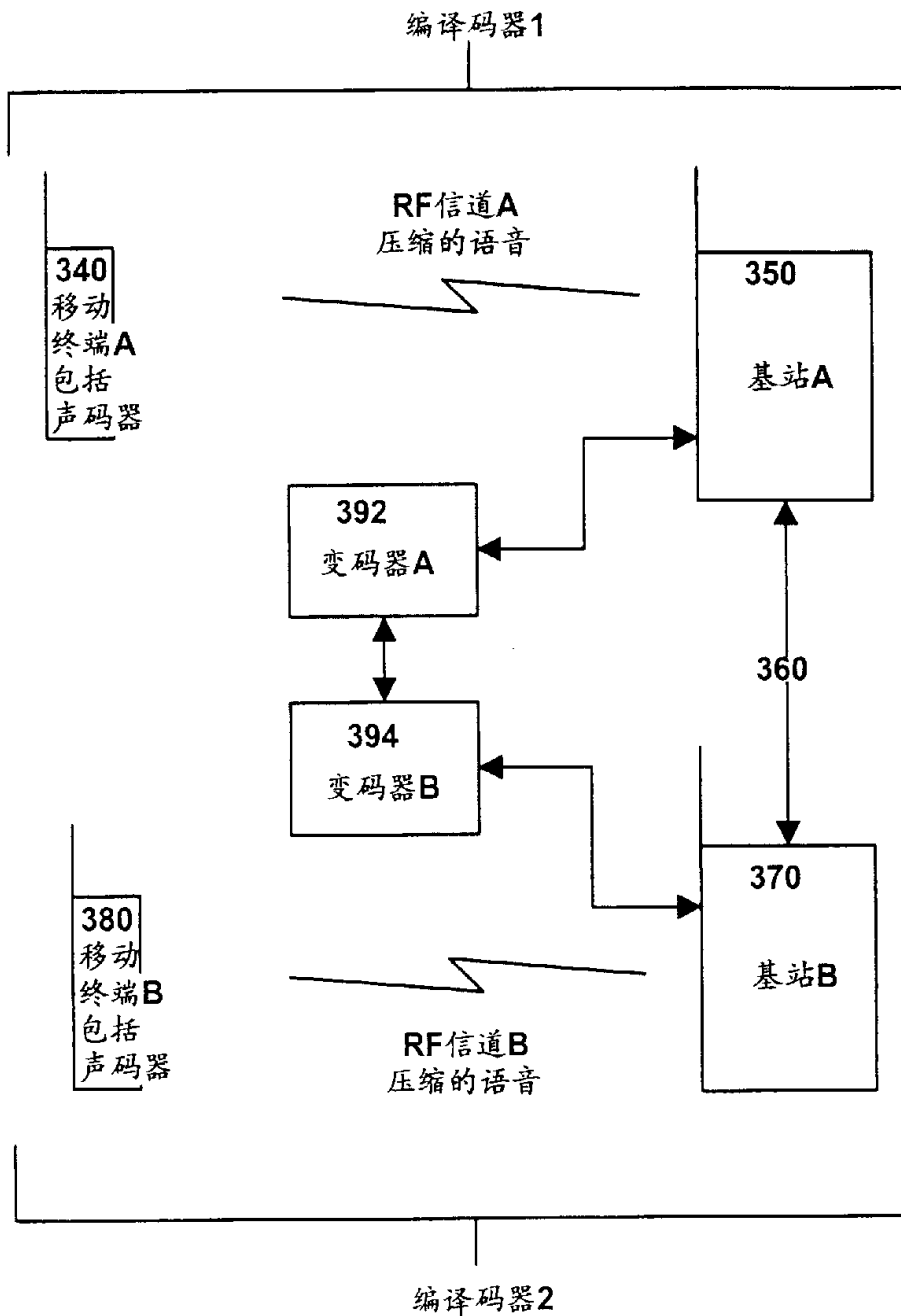 编译码器1
RF信道A
压缩的语音
340
移动
终端A
包括
声码器
350
基站A
392
变码器A
360
394
变码器B
380
移动
终端B
包括
声码器
370
基站B
RF信道B
压缩的语音
编译码器2